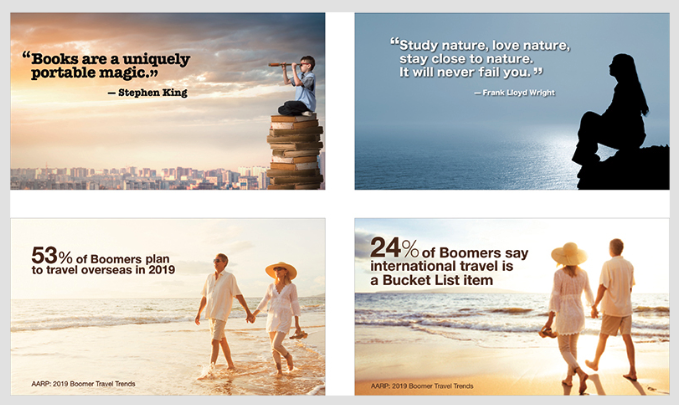 “Books are a uniquely
portable magic.”
— Stephen King
“Study nature, love nature,
stay close to nature.
It will never fail you.”
— Frank Lloyd Wright
53% of Boomers plan
to travel overseas in 2019
AARP: 2019 Boomer Travel Trends
24% of Boomers say
international travel is
a Bucket List item
AARP: 2019 Boomer Travel Trends